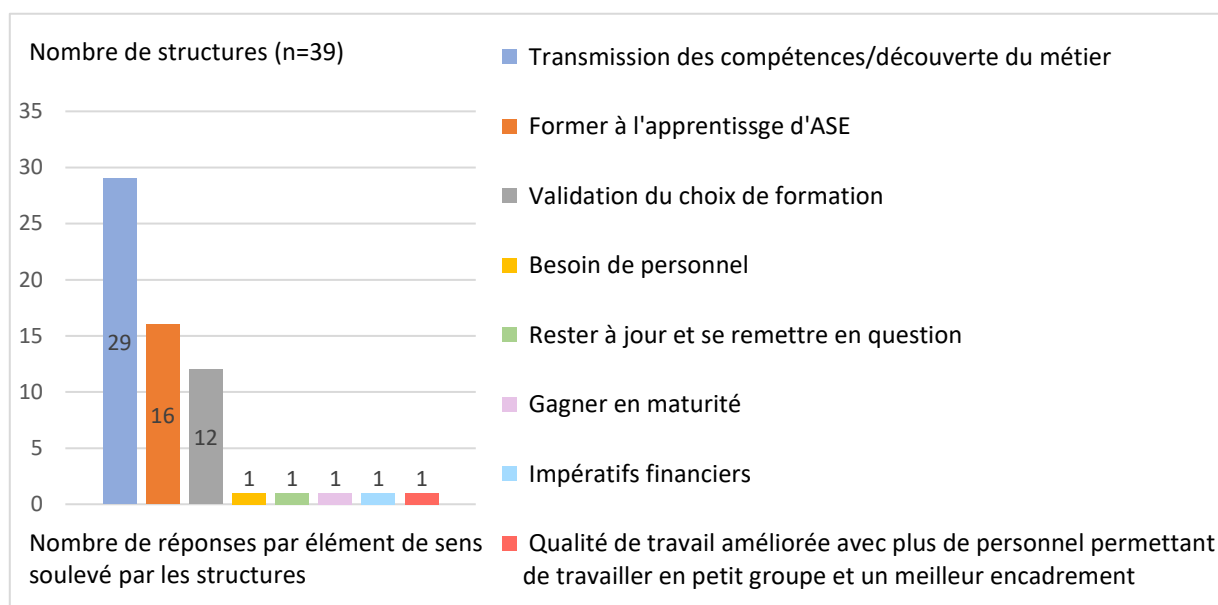 Nombre de structures (n=39)
35
30
25
20
15
10
5
0
29
16
12
1
1
1
1
1
Nombre de réponses par élément de sens
soulevé par les structures
Transmission des compétences/découverte du métier
Former à l'apprentissge d'ASE
Validation du choix de formation
Besoin de personnel
Rester à jour et se remettre en question
Gagner en maturité
Impératifs financiers
Qualité de travail améliorée avec plus de personnel permettant
de travailler en petit groupe et un meilleur encadrement